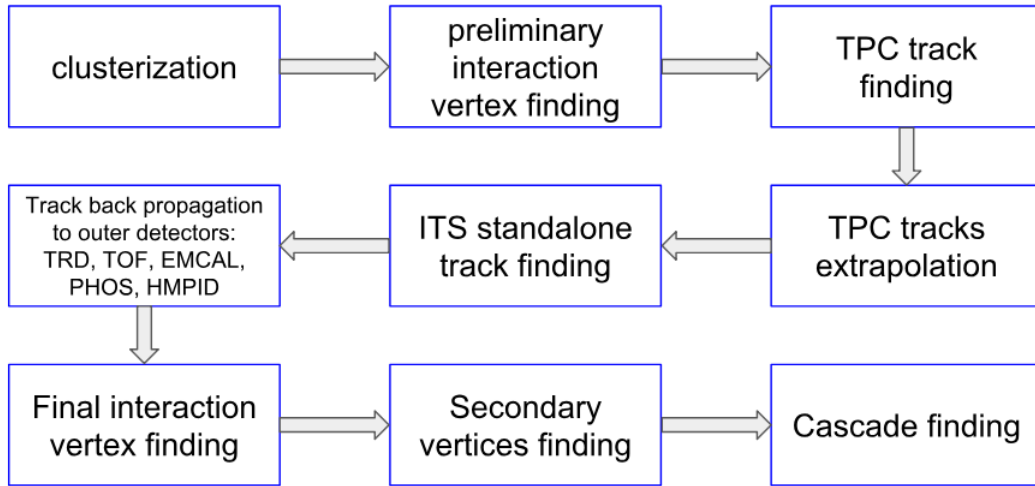 clusterization
preliminary
interaction
vertex finding
TPC track
finding
TPC tracks
extrapolation
ITS standalone
track finding
Track back propagation
to outer detectors:
TRD, TOF, EMCAL,
PHOS, HMPID
Final interaction
vertex finding
Secondary
vertices finding
Cascade finding